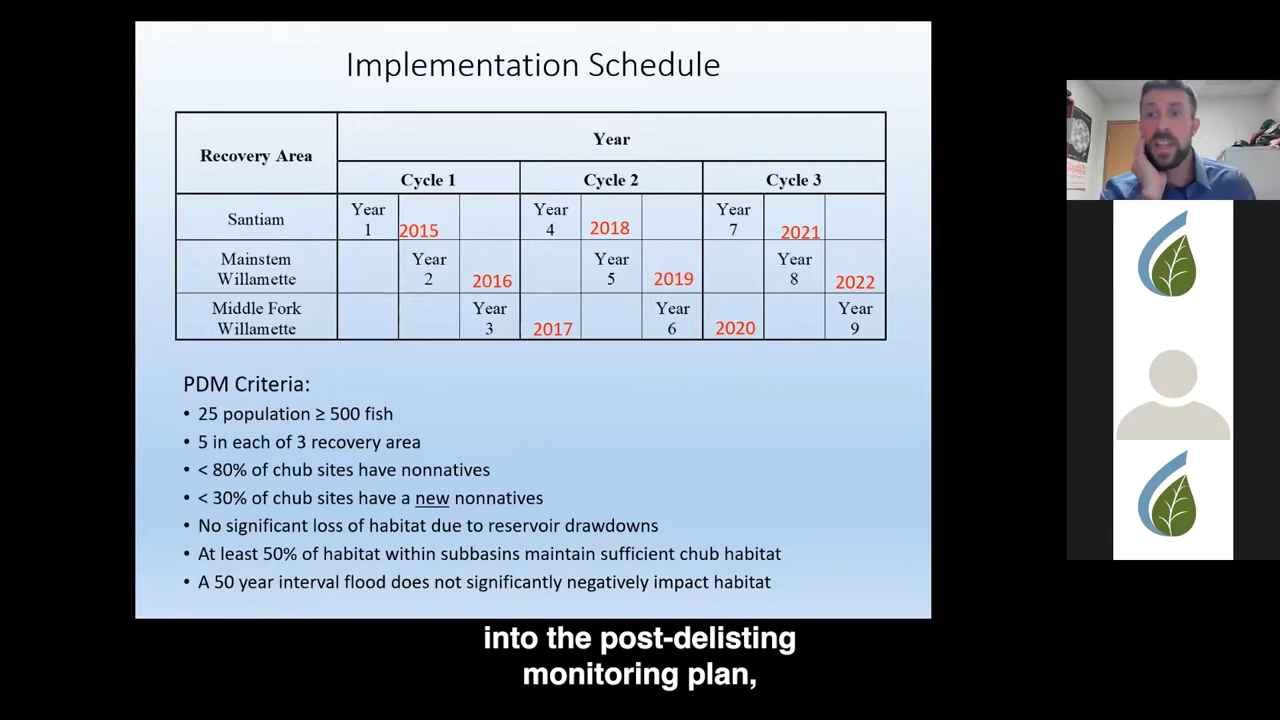 Implementation Schedule
Recovery Area
Year
Cycle 1
Cycle 2
Cycle 3
Santiam
Year
1
2015
Year
4
2018
Year
7
2021
Mainstem
Willamette
Year
2
2016
Year
5
2019
Year
8
2022
Middle Fork
Willamette
Year
3
2017
Year
6
2020
Year
9
PDM Criteria:
• 25 population ≥ 500 fish
• 5 in each of 3 recovery area
• < 80% of chub sites have nonnatives
• < 30% of chub sites have a new nonnatives
• No significant loss of habitat due to reservoir drawdowns
• At least 50% of habitat within subbasins maintain sufficient chub habitat
• A 50 year interval flood does not significantly negatively impact habitat
into the post-delisting
monitoring plan,